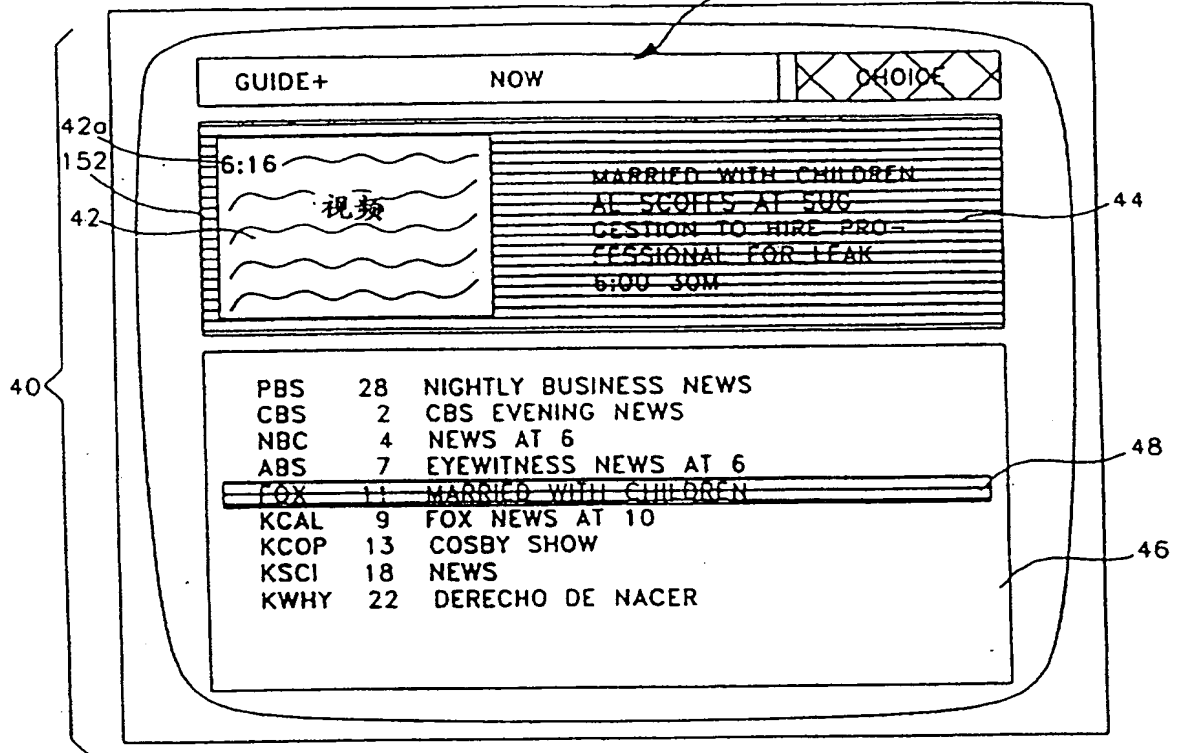 GUIDE+ NOW CHOICE
42a
6:16
152
视频
42
MARRIED WITH CHILDREN
AL SCOFFS AT SUG
GESTION TO HIRE PRO-
FESSIONAL FOR LEAK
6:00 30M
44
40
PBS 28 NIGHTLY BUSINESS NEWS
CBS 2 CBS EVENING NEWS
NBC 4 NEWS AT 6
ABS 7 EYEWITNESS NEWS AT 6
48
FOX 11 MARRIED WITH CHILDREN
KCAL 9 FOX NEWS AT 10
KCOP 13 COSBY SHOW
46
KSCI 18 NEWS
KWHY 22 DERECHO DE NACER